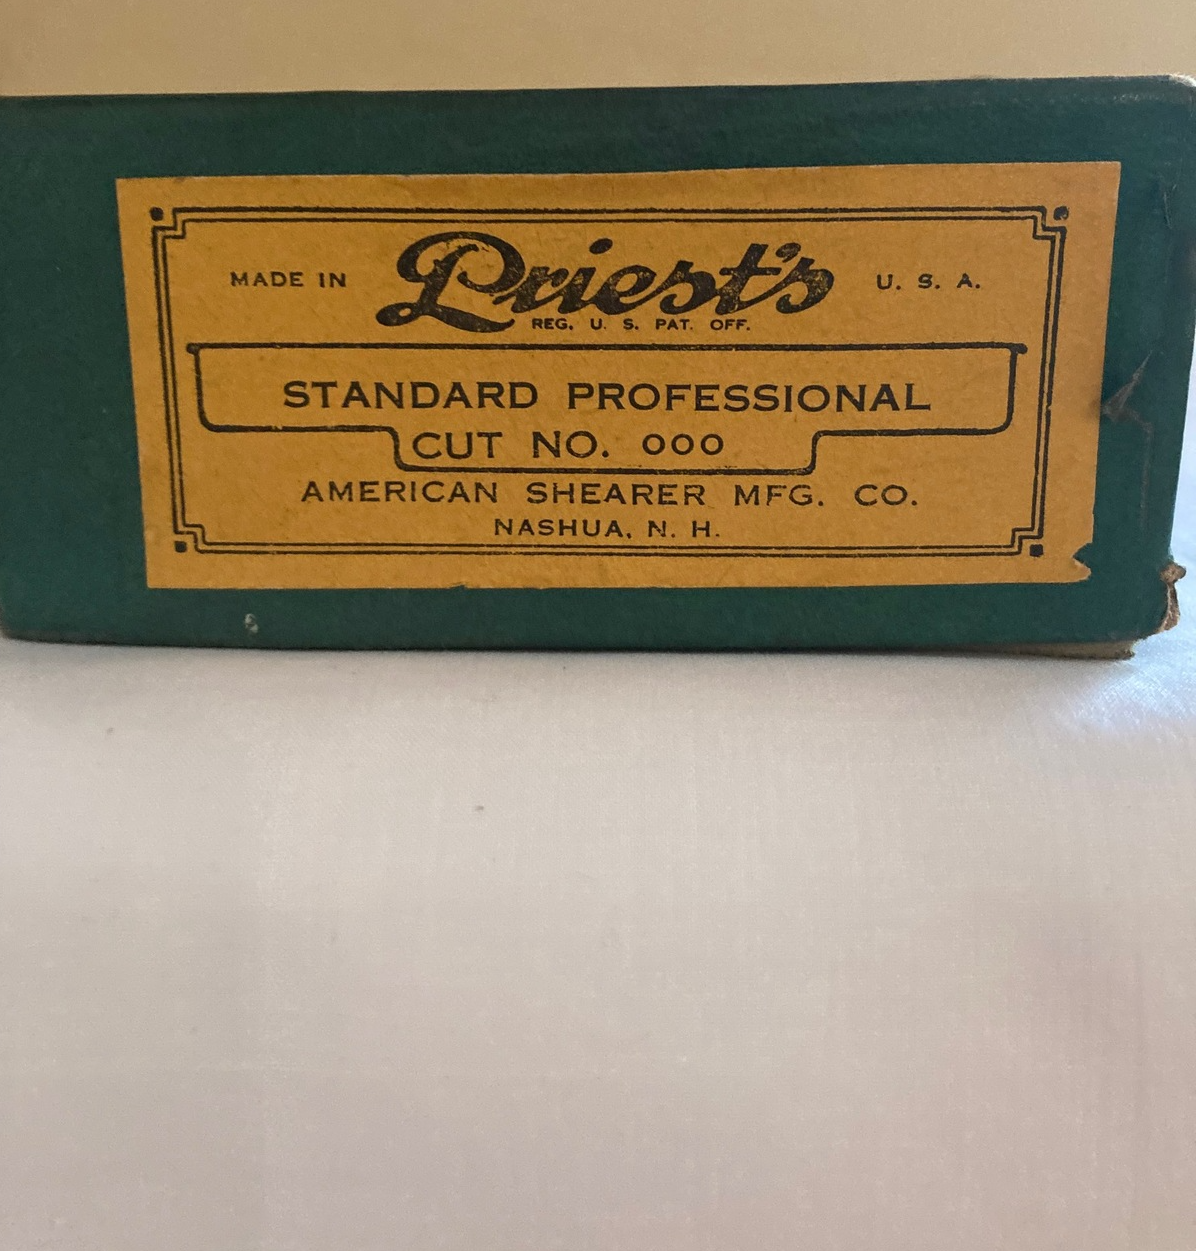 MADE IN Priest's U. S. A.
REG. U. S. PAT. OFF.
STANDARD PROFESSIONAL
CUT NO. 000
AMERICAN SHEARER MFG. CO.
NASHUA, N. H.